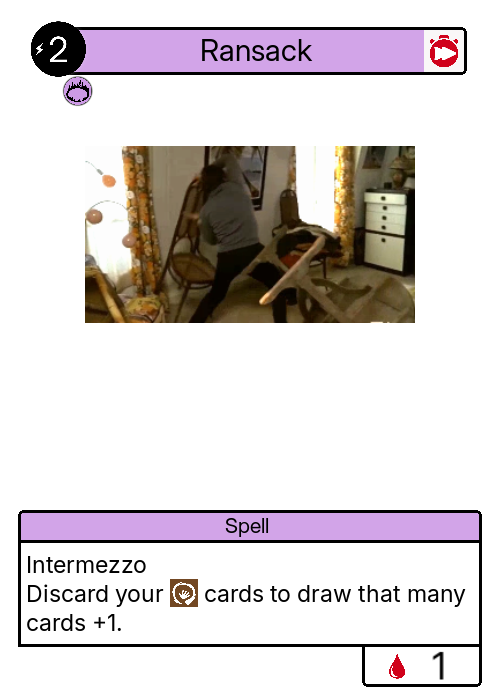 2
Ransack
Spell
Intermezzo
Discard your cards to draw that many
cards +1.
1